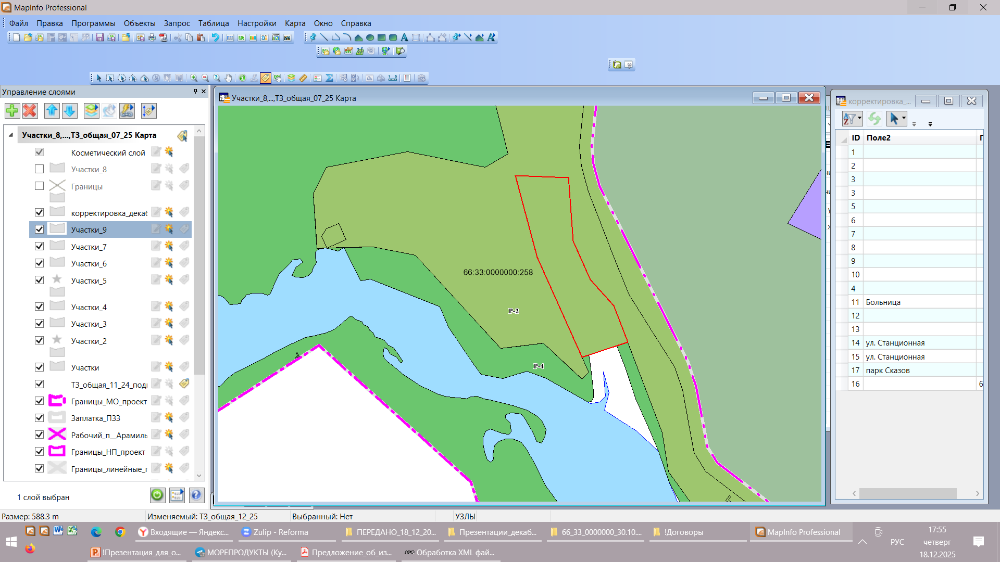 MapInfo Professional
Файл Правка Программы Объекты Запрос Таблица Настройки Карта Окно Справка
Управление слоями
Участки_8,...,ТЗ_общая_07_25 Карта
Косметический слой
Участки_8
Границы
корректировка_декаб
Участки_9
Участки_7
Участки_6
Участки_5
Участки_4
Участки_3
Участки_2
Участки
ТЗ_общая_11_24_под
Границы_МО_проект
Заплатка_ПЗЗ
Рабочий_п__Арамиль
Границы_НП_проект
Границы_линейные_г
1 слой выбран
Участки_8,...,ТЗ_общая_07_25 Карта
66:33:0000000:258
Р-2
Р-4
корректировка_...
ID Поле2
1
2
3
3
5
6
7
8
9
10
4
11 Больница
12
13
14 ул. Станционная
15 ул. Станционная
17 парк Сказов
16 6
Размер: 588.3 m Изменяемый: ТЗ_общая_12_25 Выбранный: Нет УЗЛЫ
Входящие — Яндекс... Zulip - Reforma ПЕРЕДАНО_18_12_20... Презентации_декаб... 66_33_0000000_30.10.... !Договоры MapInfo Professional
!Презентация_для_о... МОРЕПРОДУКТЫ (Ку... Предложение_об_из... Обработка XML фай...
РУС
17:55
четверг
18.12.2025